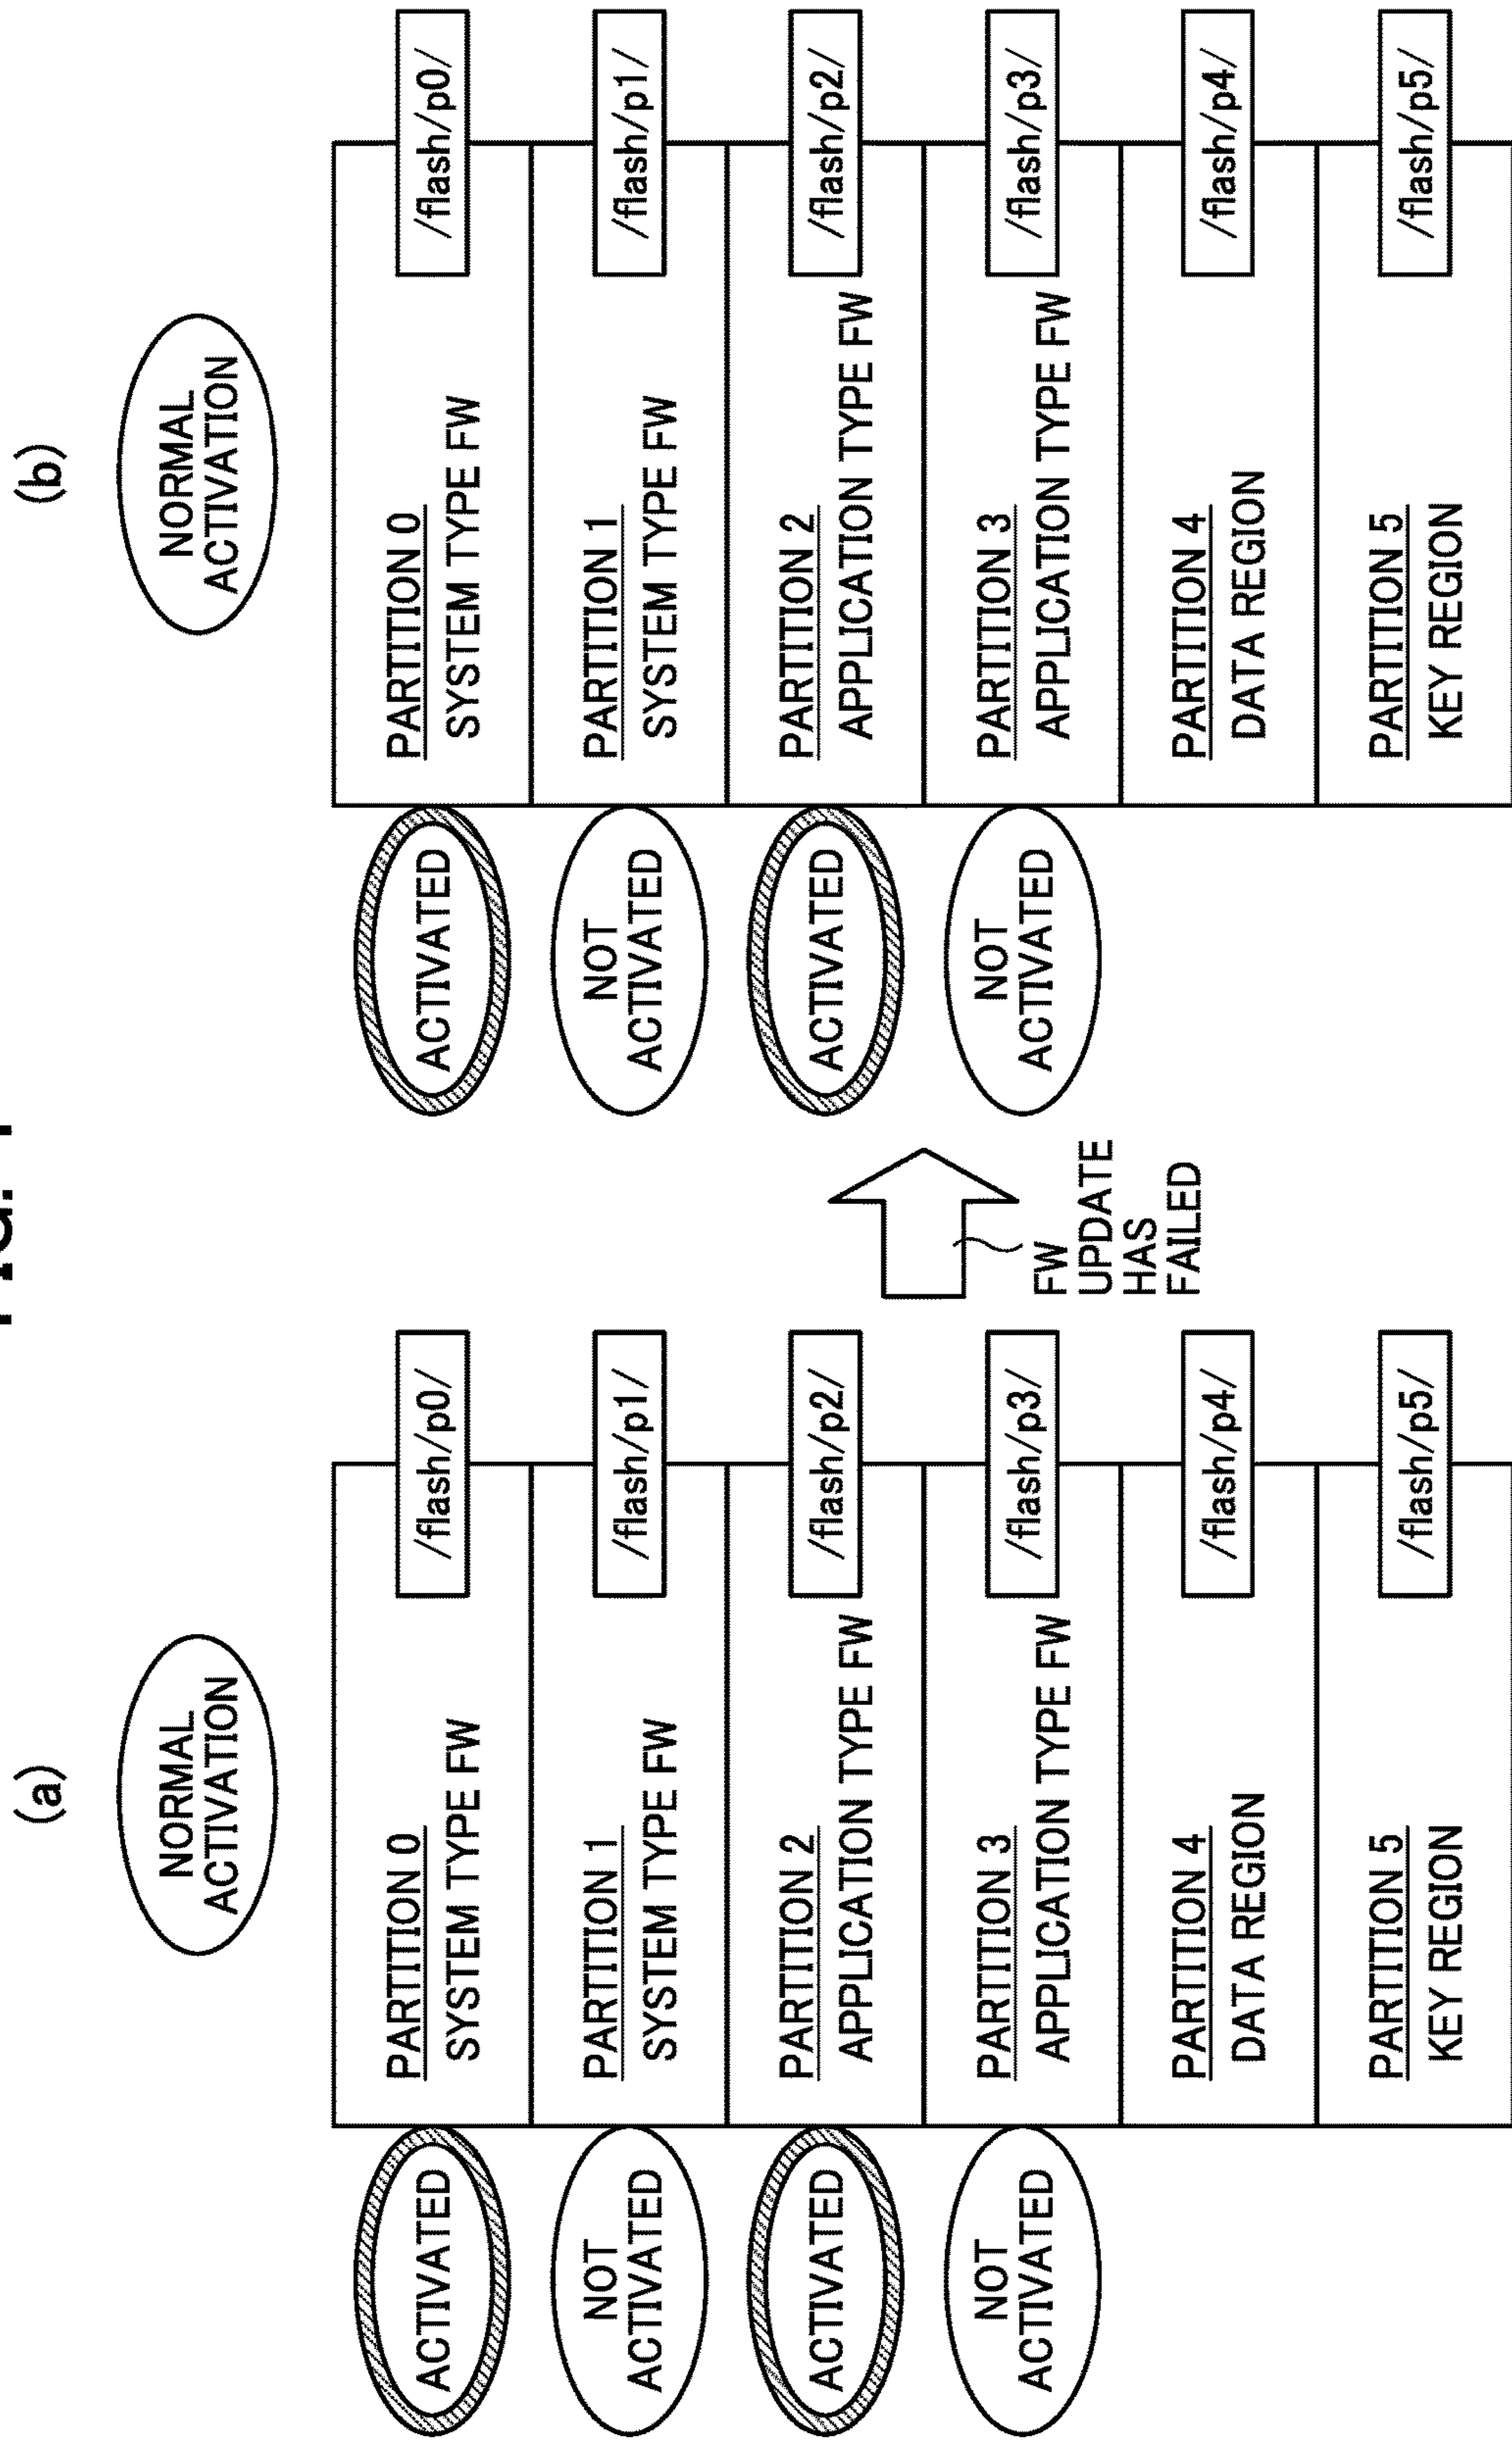 (a)
NORMAL
ACTIVATION
ACTIVATED
PARTITION 0
SYSTEM TYPE FW
/flash/p0/
NOT
ACTIVATED
PARTITION 1
SYSTEM TYPE FW
/flash/p1/
ACTIVATED
PARTITION 2
APPLICATION TYPE FW
/flash/p2/
NOT
ACTIVATED
PARTITION 3
APPLICATION TYPE FW
/flash/p3/
PARTITION 4
DATA REGION
/flash/p4/
PARTITION 5
KEY REGION
/flash/p5/
FW
UPDATE
HAS
FAILED
(b)
NORMAL
ACTIVATION
ACTIVATED
PARTITION 0
SYSTEM TYPE FW
/flash/p0/
NOT
ACTIVATED
PARTITION 1
SYSTEM TYPE FW
/flash/p1/
ACTIVATED
PARTITION 2
APPLICATION TYPE FW
/flash/p2/
NOT
ACTIVATED
PARTITION 3
APPLICATION TYPE FW
/flash/p3/
PARTITION 4
DATA REGION
/flash/p4/
PARTITION 5
KEY REGION
/flash/p5/